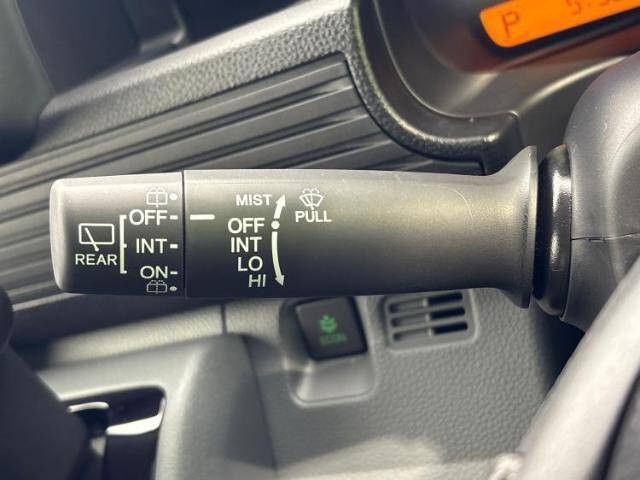 P
OFF
INT
REAR
ON
MIST
OFF
INT
LO
HI
PULL
ECON